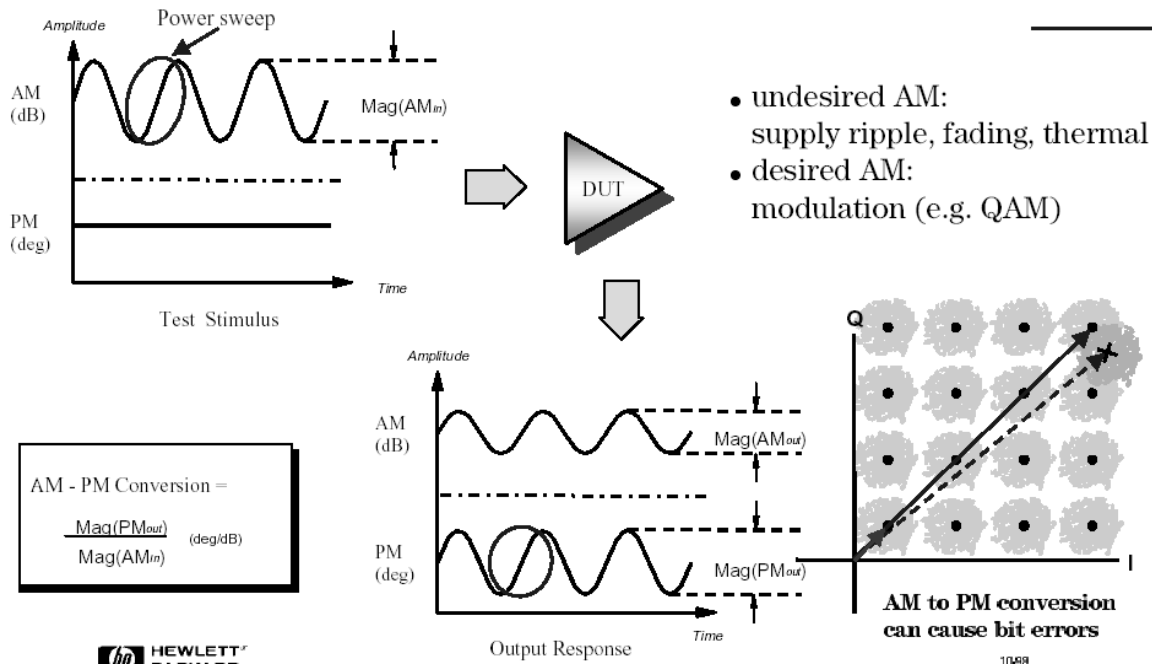 Power sweep
Amplitude
AM
(dB)
Mag(AMin)
PM
(deg)
Time
Test Stimulus
DUT
• undesired AM:
supply ripple, fading, thermal
• desired AM:
modulation (e.g. QAM)
Amplitude
AM
(dB)
Mag(AMout)
PM
(deg)
Mag(PMout)
Time
Output Response
AM - PM Conversion =
Mag(PMout)
Mag(AMin)
(deg/dB)
Q
I
AM to PM conversion
can cause bit errors
hp HEWLETT